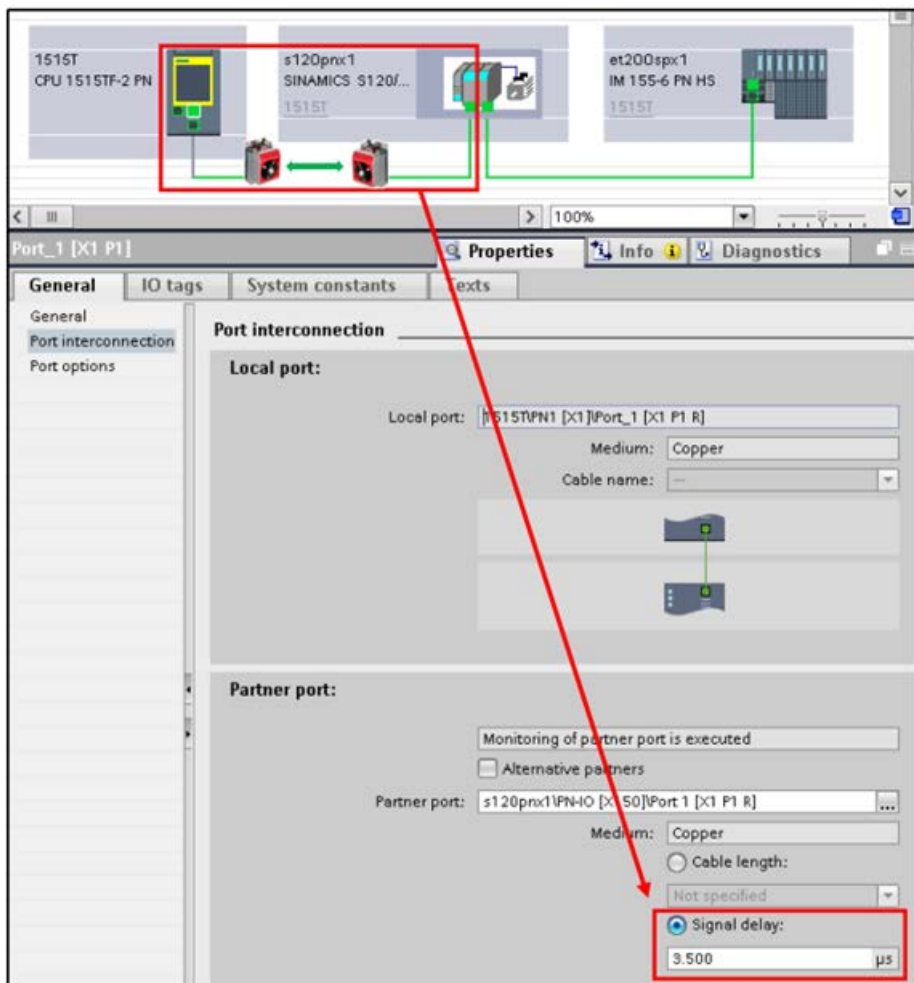 1515T
CPU 1515TF-2 PN
s120pnx1
SINAMICS S120/...
1515T
et200spx1
IM 155-6 PN HS
1515T
100%
Port_1 [X1 P1]
Properties
Info
Diagnostics
General
IO tags
System constants
Texts
General
Port interconnection
Port options
Port interconnection
Local port:
Local port:
1515T\PN1 [X1]\Port_1 [X1 P1 R]
Medium:
Copper
Cable name:
---
Partner port:
Monitoring of partner port is executed
Alternative partners
Partner port:
s120pnx1\PN-IO [X150]\Port 1 [X1 P1 R]
...
Medium:
Copper
Cable length:
Not specified
Signal delay:
3.500
µs